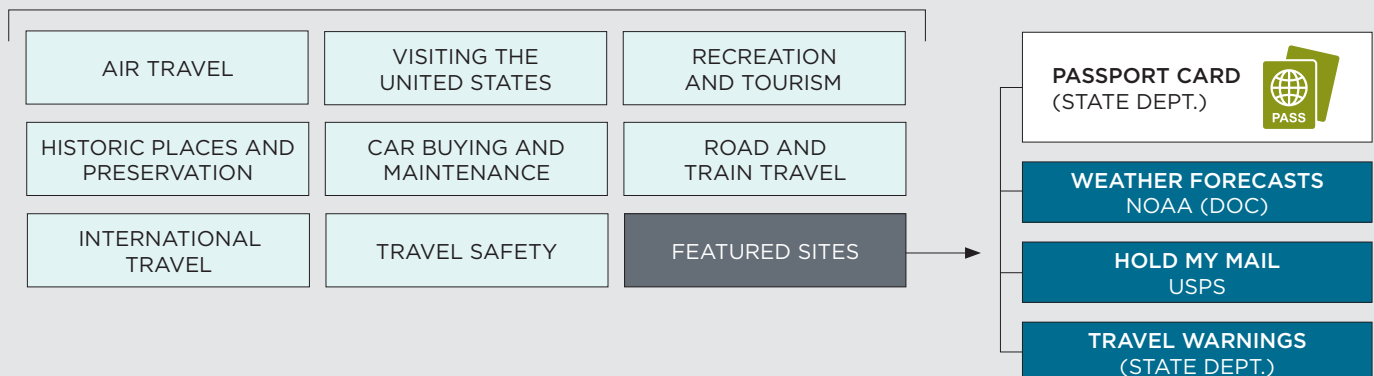 AIR TRAVEL
VISITING THE
UNITED STATES
RECREATION
AND TOURISM
HISTORIC PLACES AND
PRESERVATION
CAR BUYING AND
MAINTENANCE
ROAD AND
TRAIN TRAVEL
INTERNATIONAL
TRAVEL
TRAVEL SAFETY
FEATURED SITES
PASSPORT CARD
(STATE DEPT.)
PASS
WEATHER FORECASTS
NOAA (DOC)
HOLD MY MAIL
USPS
TRAVEL WARNINGS
(STATE DEPT.)